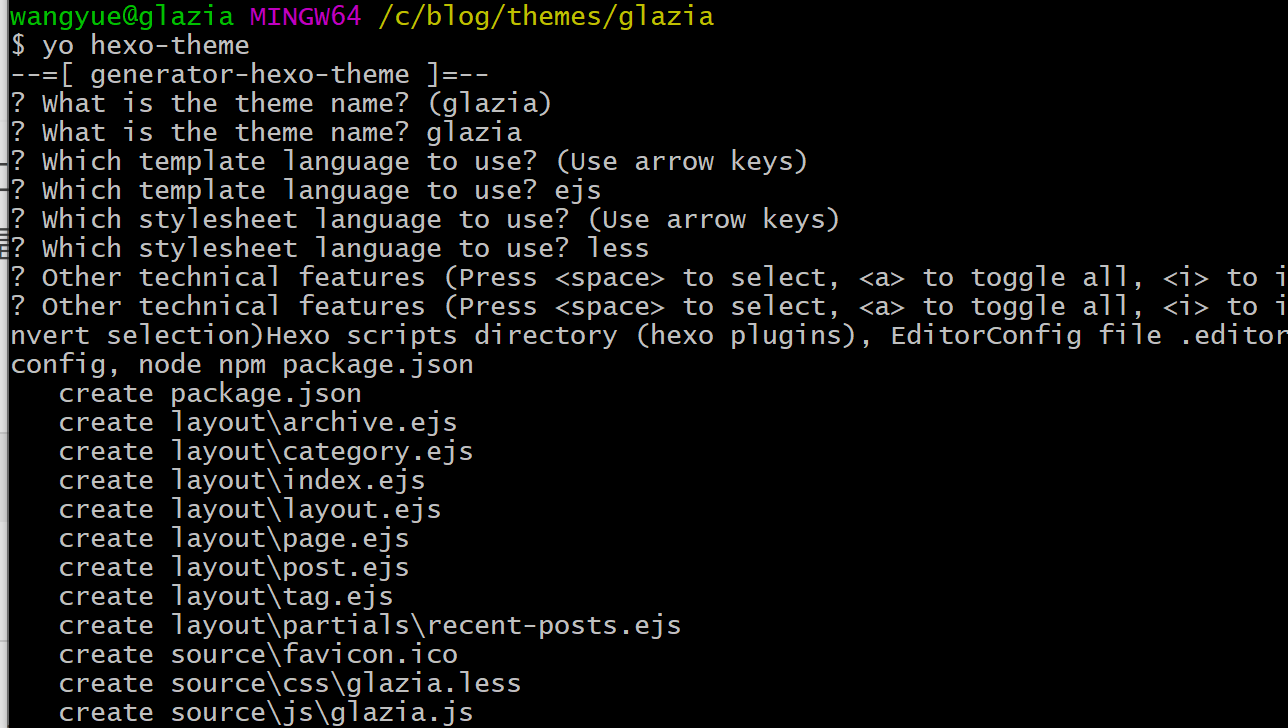 wangyue@glazia MINGW64 /c/blog/themes/glazia
$ yo hexo-theme
--=[ generator-hexo-theme ]=--
? What is the theme name? (glazia)
? What is the theme name? glazia
? Which template language to use? (Use arrow keys)
? Which template language to use? ejs
? Which stylesheet language to use? (Use arrow keys)
? Which stylesheet language to use? less
? Other technical features (Press <space> to select, <a> to toggle all, <i> to i
? Other technical features (Press <space> to select, <a> to toggle all, <i> to i
nvert selection)Hexo scripts directory (hexo plugins), EditorConfig file .editor
config, node npm package.json
   create package.json
   create layout\archive.ejs
   create layout\category.ejs
   create layout\index.ejs
   create layout\layout.ejs
   create layout\page.ejs
   create layout\post.ejs
   create layout\tag.ejs
   create layout\partials\recent-posts.ejs
   create source\favicon.ico
   create source\css\glazia.less
   create source\js\glazia.js